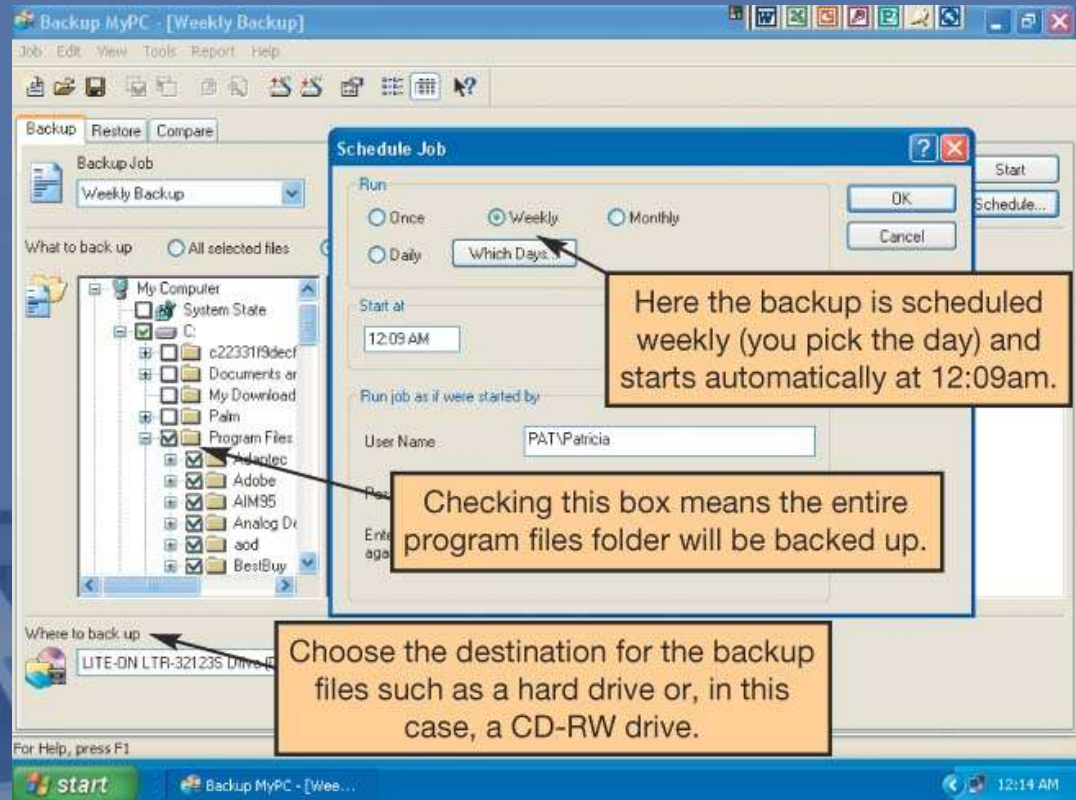 Backup MyPC - [Weekly Backup]
Job Edit View Tools Report Help
Backup Restore Compare
Backup Job
Weekly Backup
Start
Schedule...
What to back up
All selected files
My Computer
System State
C:
Documents ar
My Download
Palm
Program Files
Adaptec
Adobe
AIM95
Analog De
aod
BestBuy
Schedule Job
Run
Once
Weekly
Monthly
Daily
Which Days...
OK
Cancel
Start at
12:09 AM
Run job as if were started by
User Name
PAT\Patricia
Here the backup is scheduled
weekly (you pick the day) and
starts automatically at 12:09am.
Checking this box means the entire
program files folder will be backed up.
Where to back up
LITE-ON LTR-32123S
Choose the destination for the backup
files such as a hard drive or, in this
case, a CD-RW drive.
For Help, press F1
start
Backup MyPC - [Wee...
12:14 AM